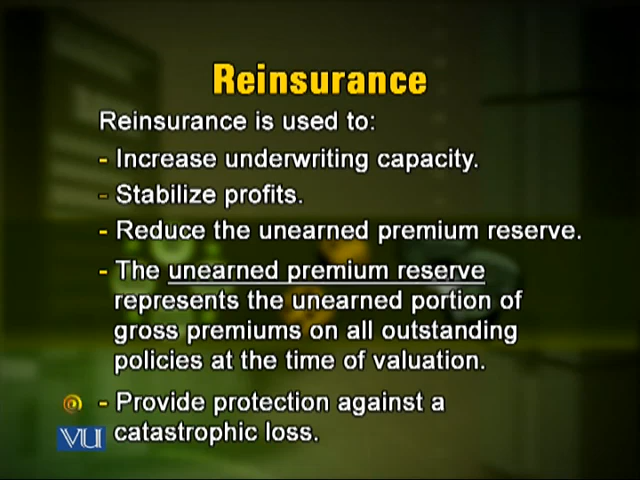 Reinsurance
Reinsurance is used to:
- Increase underwriting capacity.
- Stabilize profits.
- Reduce the unearned premium reserve.
- The unearned premium reserve
represents the unearned portion of
gross premiums on all outstanding
policies at the time of valuation.
- Provide protection against a
catastrophic loss.
VU